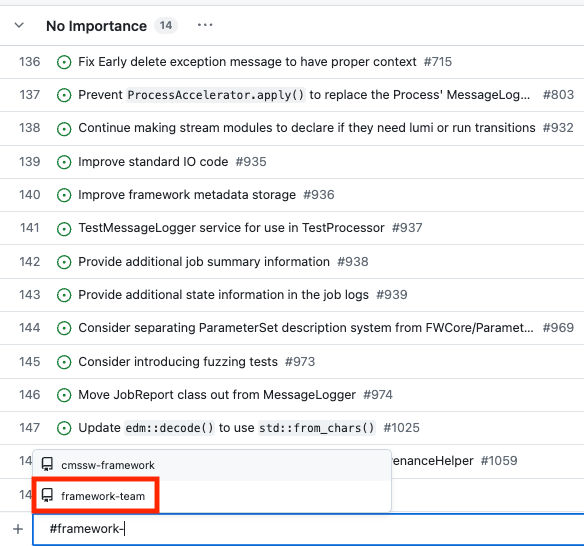 No Importance 14 ...
136 Fix Early delete exception message to have proper context #715
137 Prevent ProcessAccelerator.apply() to replace the Process' MessageLog... #803
138 Continue making stream modules to declare if they need lumi or run transitions #932
139 Improve standard IO code #935
140 Improve framework metadata storage #936
141 TestMessageLogger service for use in TestProcessor #937
142 Provide additional job summary information #938
143 Provide additional state information in the job logs #939
144 Consider separating ParameterSet description system from FWCore/Paramet... #969
145 Consider introducing fuzzing tests #973
146 Move JobReport class out from MessageLogger #974
147 Update edm::decode() to use std::from_chars() #1025
14 venanceHelper #1059
cmssw-framework
14
framework-team
+ #framework-